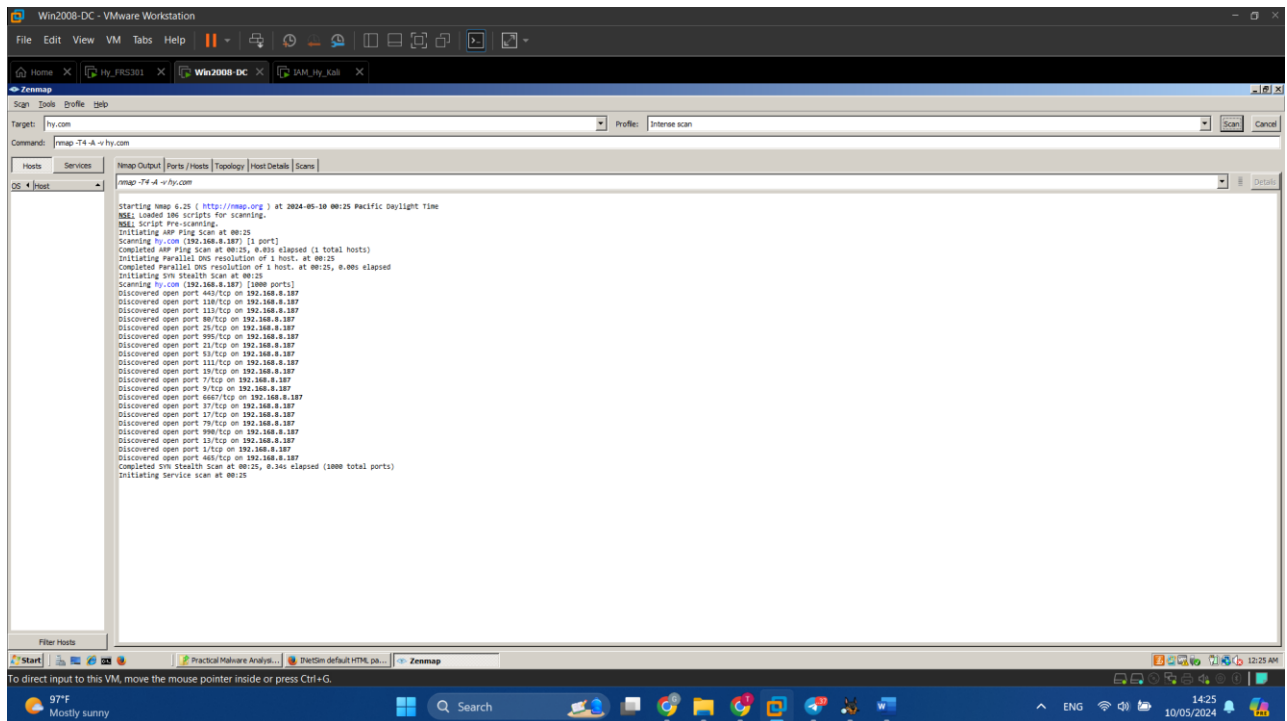 Win2008-DC - VMware Workstation
File Edit View VM Tabs Help
Home Hy_FRS301 Win2008-DC IAM_Hy_Kali
Zenmap
Scan Tools Profile Help
Target: hy.com Profile: Intense scan Scan Cancel
Command: nmap -T4 -A -v hy.com
Hosts Services Nmap Output Ports / Hosts Topology Host Details Scans
OS Host nmap -T4 -A -v hy.com Details
Starting Nmap 6.25 ( http://nmap.org ) at 2024-05-10 00:25 Pacific Daylight Time
NSE: Loaded 106 scripts for scanning.
NSE: Script Pre-scanning.
Initiating ARP Ping Scan at 00:25
Scanning hy.com (192.168.8.187) [1 port]
Completed ARP Ping Scan at 00:25, 0.03s elapsed (1 total hosts)
Initiating Parallel DNS resolution of 1 host. at 00:25
Completed Parallel DNS resolution of 1 host. at 00:25, 0.00s elapsed
Initiating SYN Stealth Scan at 00:25
Scanning hy.com (192.168.8.187) [1000 ports]
Discovered open port 443/tcp on 192.168.8.187
Discovered open port 110/tcp on 192.168.8.187
Discovered open port 113/tcp on 192.168.8.187
Discovered open port 80/tcp on 192.168.8.187
Discovered open port 25/tcp on 192.168.8.187
Discovered open port 995/tcp on 192.168.8.187
Discovered open port 21/tcp on 192.168.8.187
Discovered open port 53/tcp on 192.168.8.187
Discovered open port 111/tcp on 192.168.8.187
Discovered open port 19/tcp on 192.168.8.187
Discovered open port 7/tcp on 192.168.8.187
Discovered open port 9/tcp on 192.168.8.187
Discovered open port 6667/tcp on 192.168.8.187
Discovered open port 37/tcp on 192.168.8.187
Discovered open port 17/tcp on 192.168.8.187
Discovered open port 79/tcp on 192.168.8.187
Discovered open port 990/tcp on 192.168.8.187
Discovered open port 13/tcp on 192.168.8.187
Discovered open port 1/tcp on 192.168.8.187
Discovered open port 465/tcp on 192.168.8.187
Completed SYN Stealth Scan at 00:25, 0.34s elapsed (1000 total ports)
Initiating Service scan at 00:25
Filter Hosts
Start Practical Malware Analysi... INetSim default HTML pa... Zenmap 12:25 AM
To direct input to this VM, move the mouse pointer inside or press Ctrl+G.
97°F
Mostly sunny
Search
ENG
14:25
10/05/2024